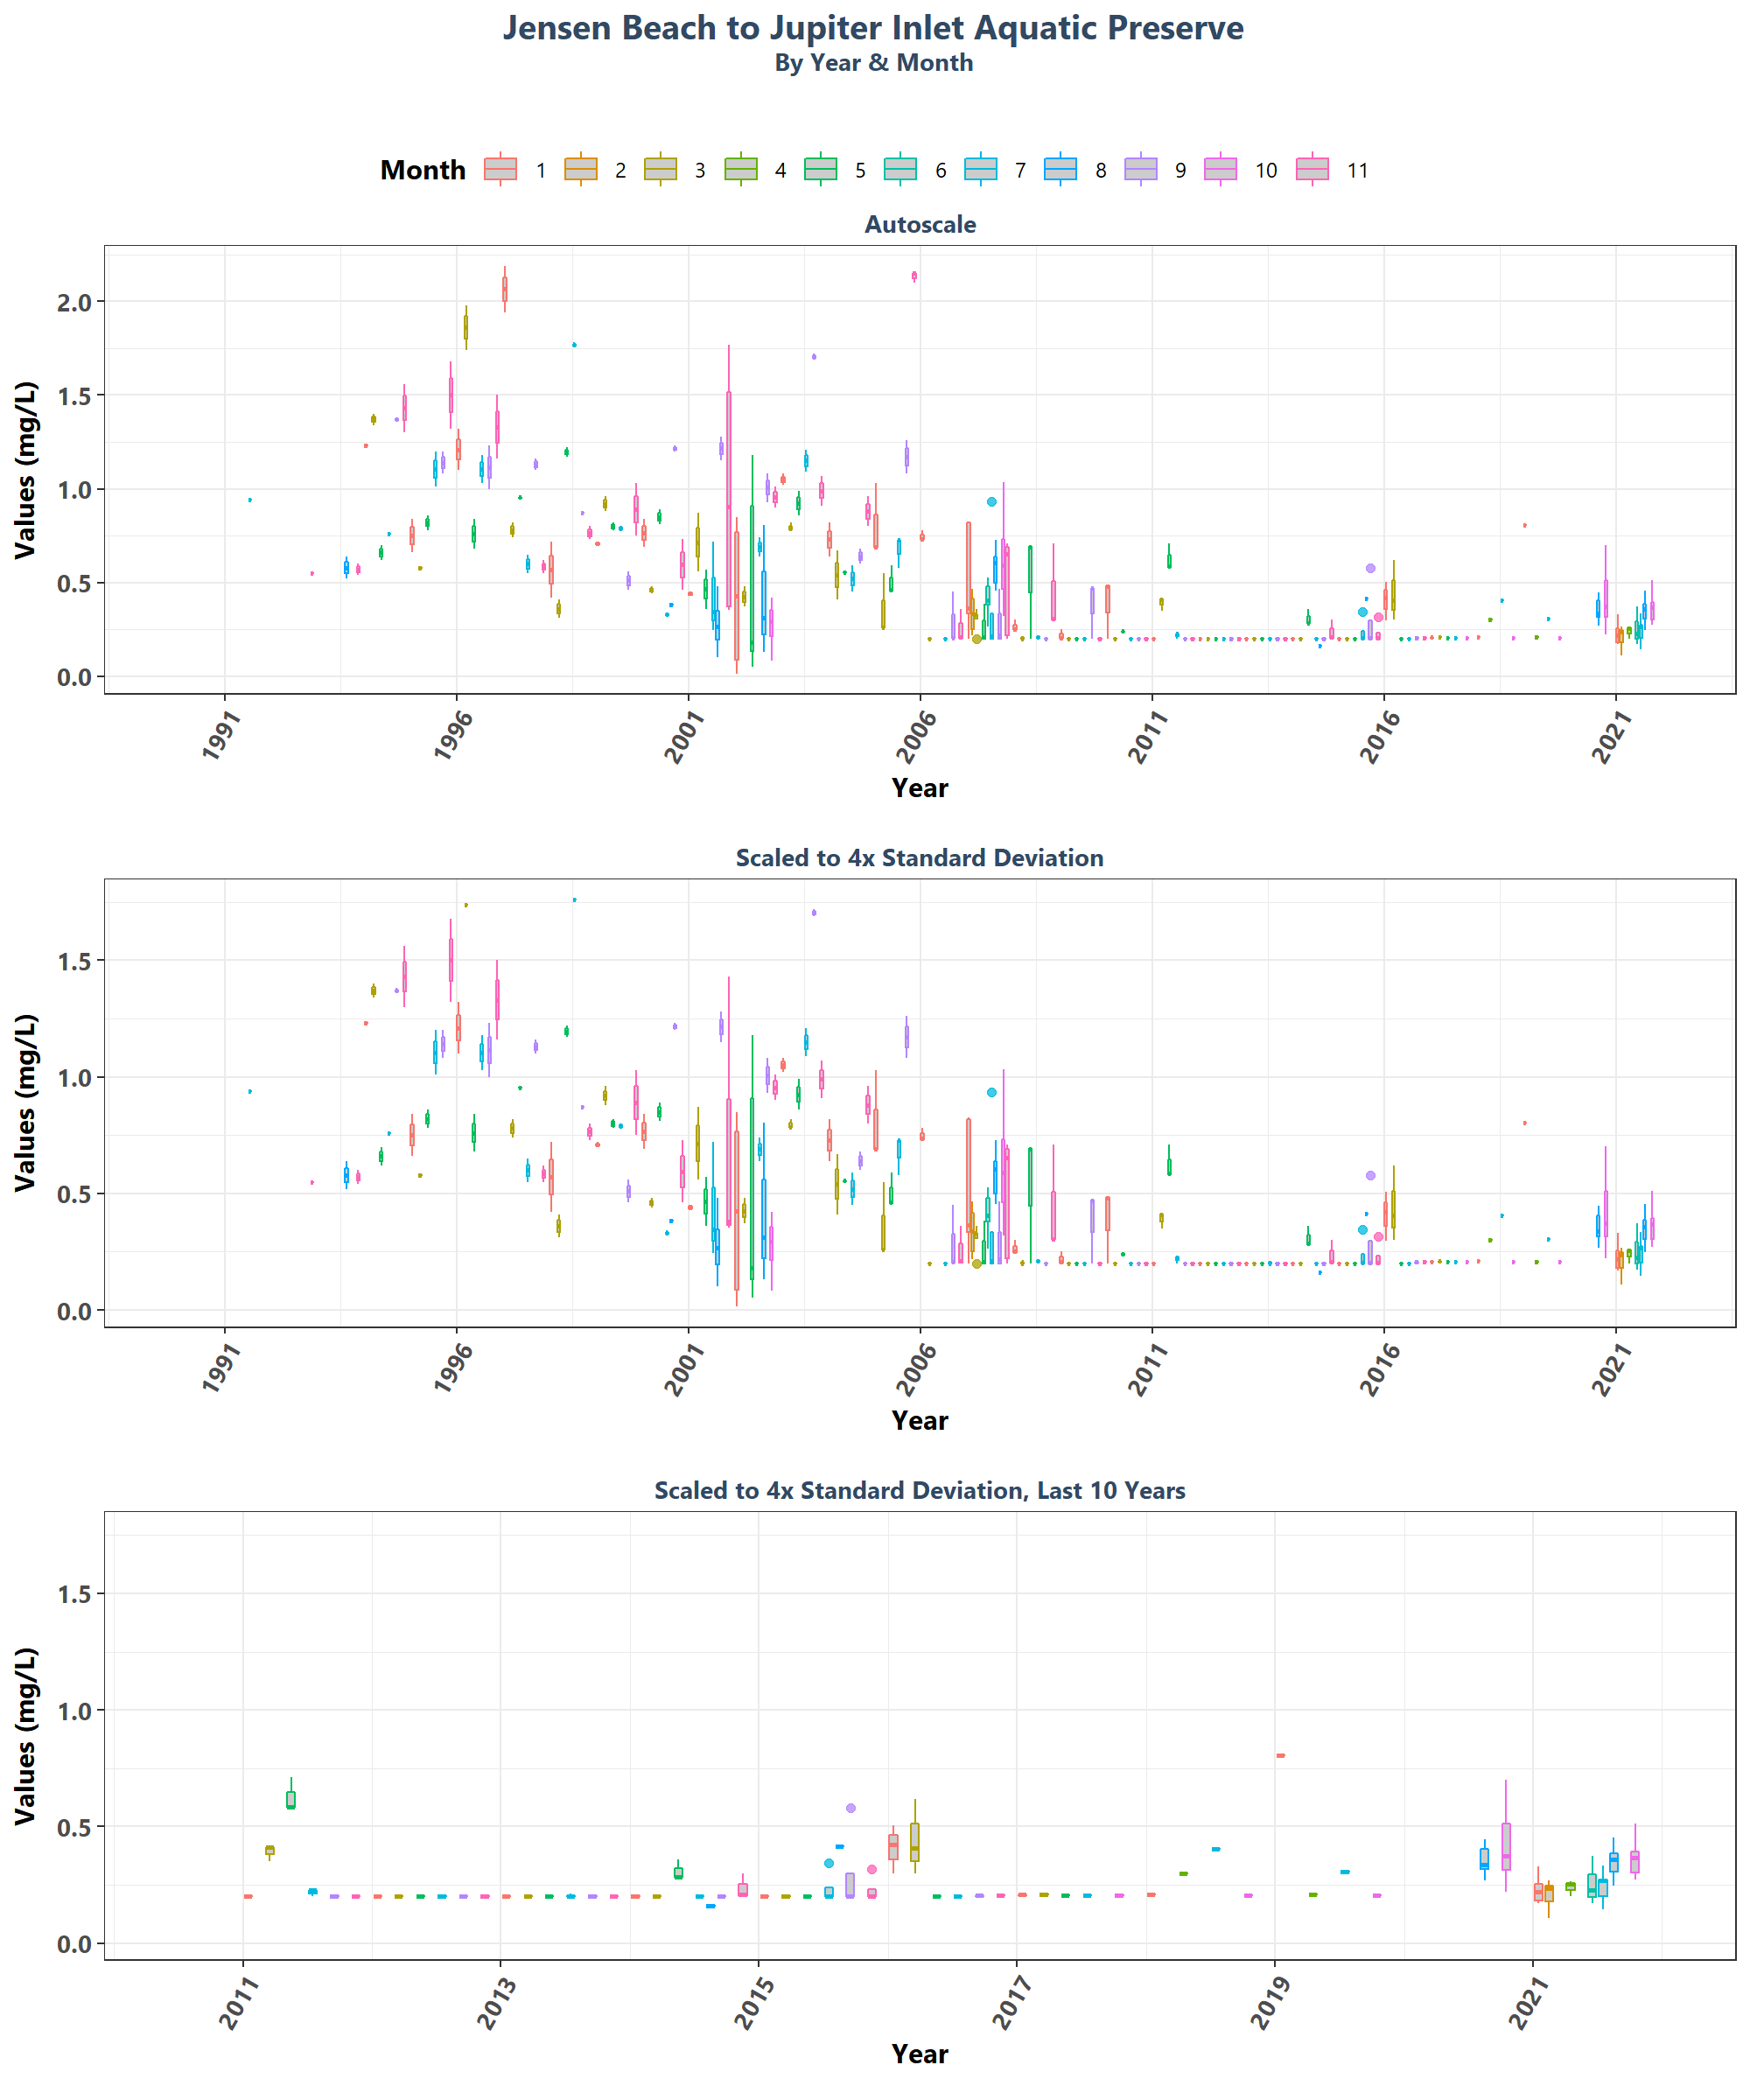 Jensen Beach to Jupiter Inlet Aquatic Preserve
By Year & Month
Month 1 2 3 4 5 6 7 8 9 10 11
Autoscale
Values (mg/L)
2.0
1.5
1.0
0.5
0.0
1991 1996 2001 2006 2011 2016 2021
Year
Scaled to 4x Standard Deviation
Values (mg/L)
1.5
1.0
0.5
0.0
1991 1996 2001 2006 2011 2016 2021
Year
Scaled to 4x Standard Deviation, Last 10 Years
Values (mg/L)
1.5
1.0
0.5
0.0
2011 2013 2015 2017 2019 2021
Year